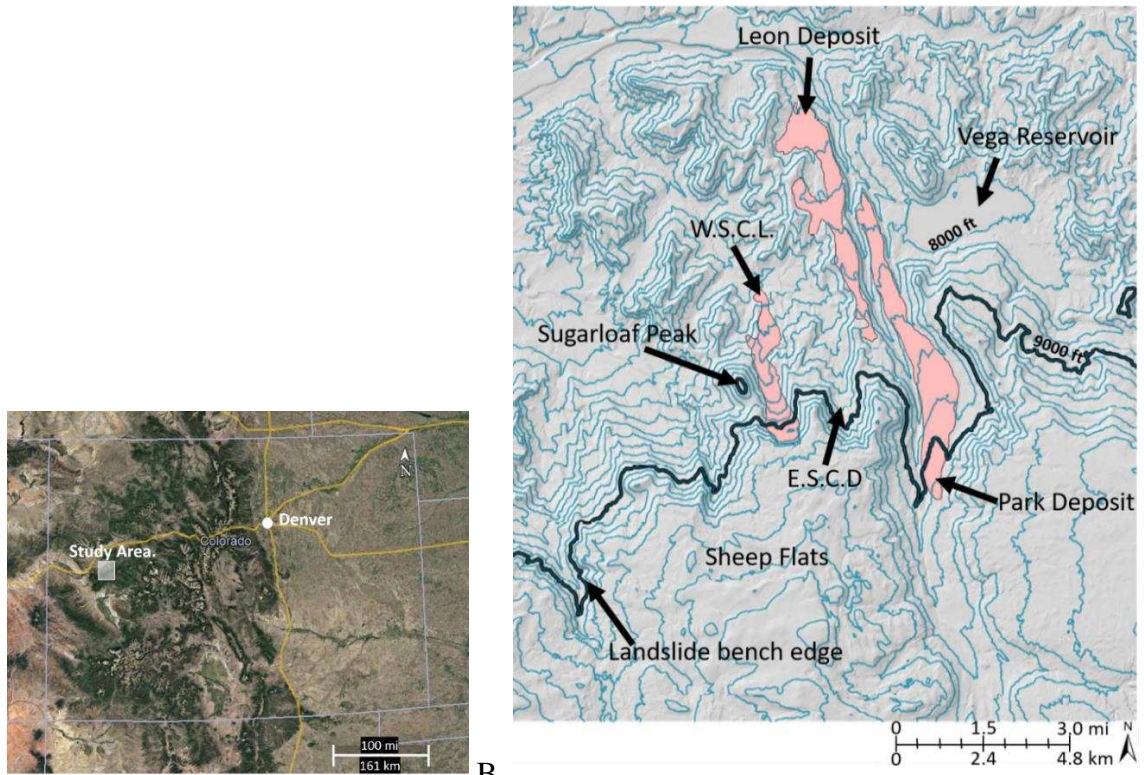 Leon Deposit
Vega Reservoir
8000 ft
W.S.C.L.
Sugarloaf Peak
9000 ft
E.S.C.D
Park Deposit
Sheep Flats
Landslide bench edge
0 1.5 3.0 mi
0 2.4 4.8 km
N
N
Denver
Colorado
Study Area.
100 mi
161 km
B